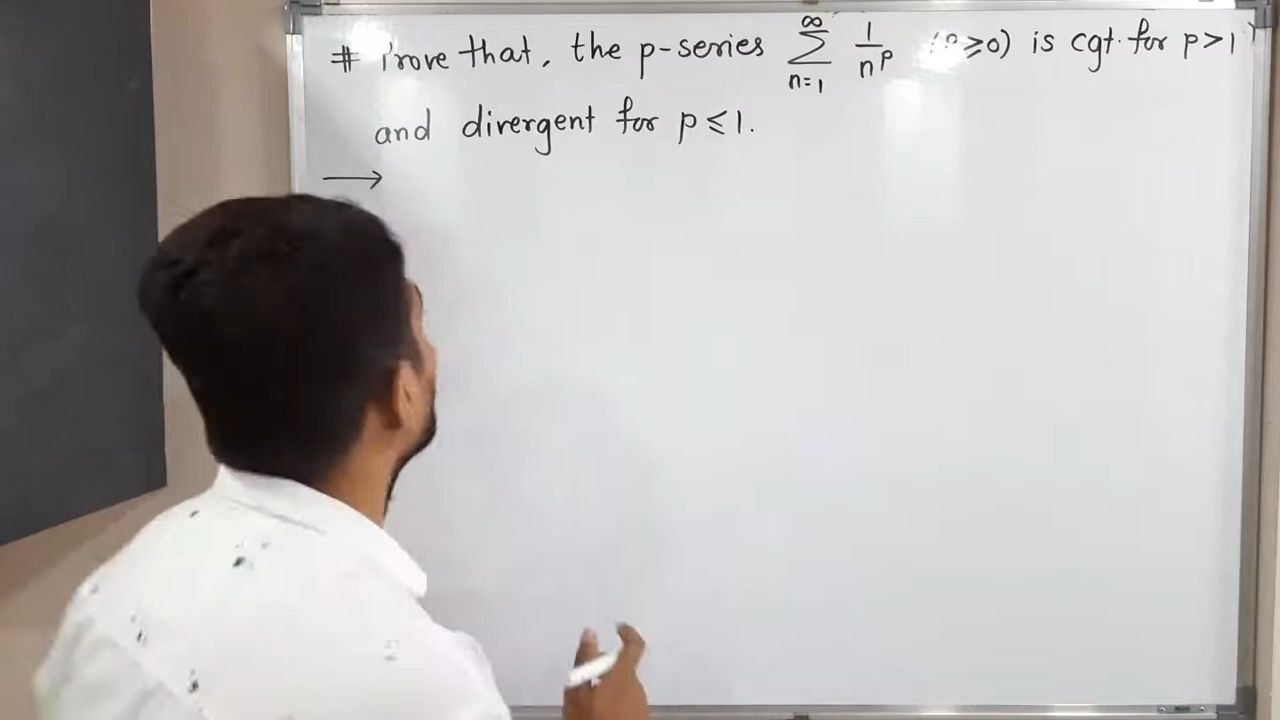 # Prove that, the p-series ∞ ∑ n=1 1/n^p (p ≥ 0) is cgt. for p > 1
and divergent for p ≤ 1.
→